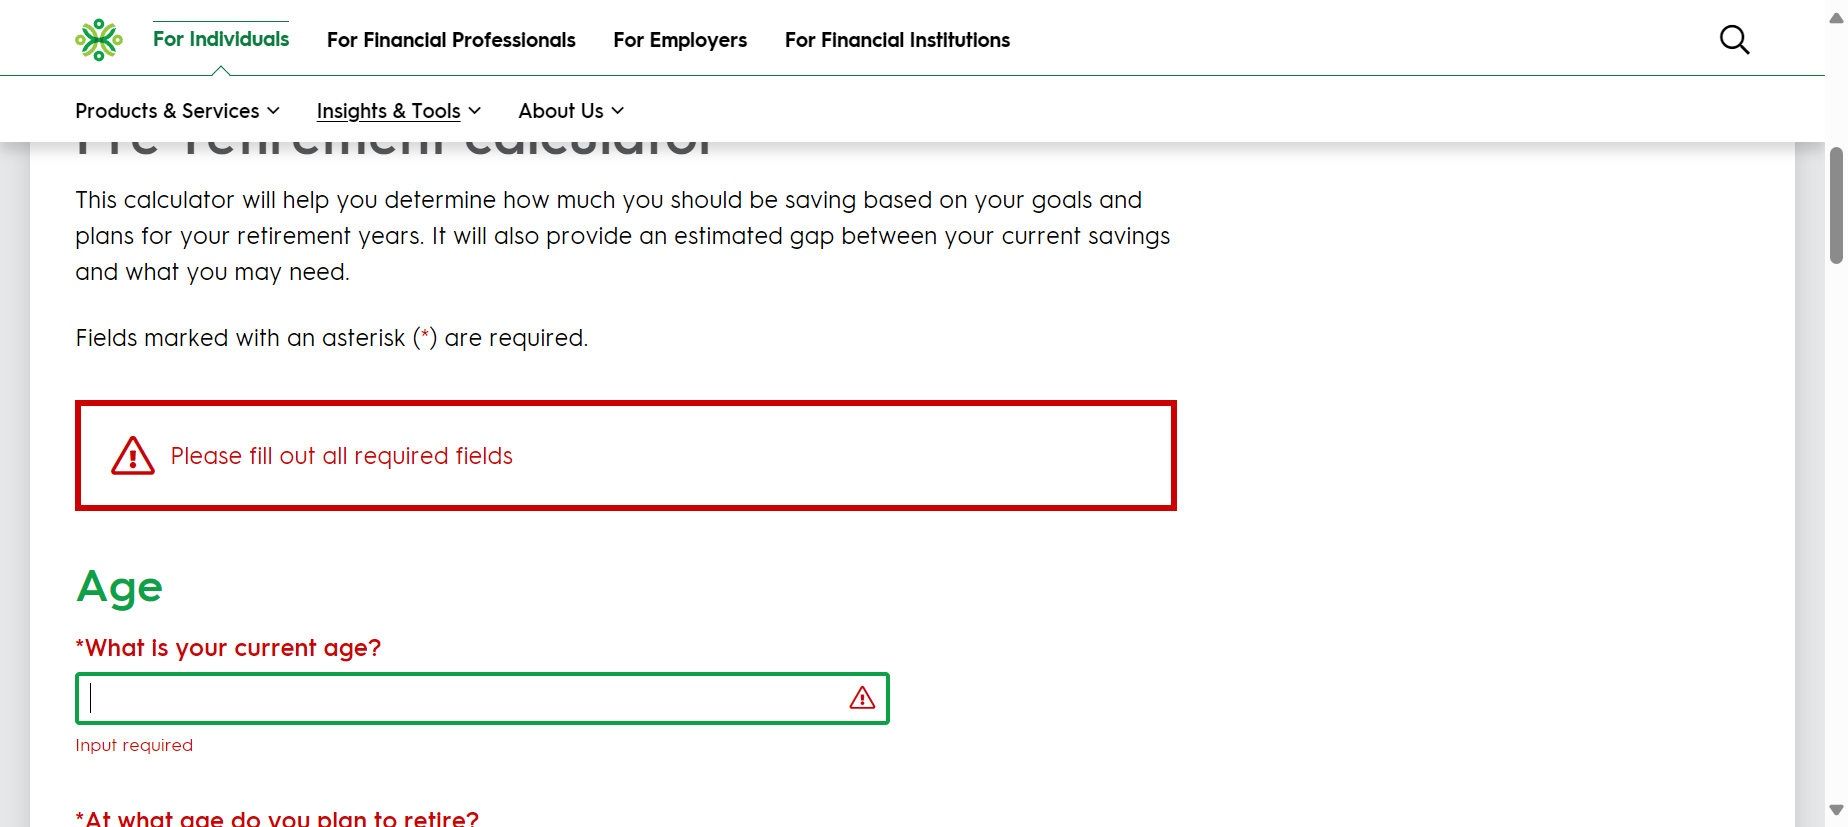 For Individuals
For Financial Professionals
For Employers
For Financial Institutions
Products & Services
Insights & Tools
About Us
Pre-retirement calculator
This calculator will help you determine how much you should be saving based on your goals and
plans for your retirement years. It will also provide an estimated gap between your current savings
and what you may need.
Fields marked with an asterisk (*) are required.
Please fill out all required fields
Age
*What is your current age?
Input required
*At what age do you plan to retire?